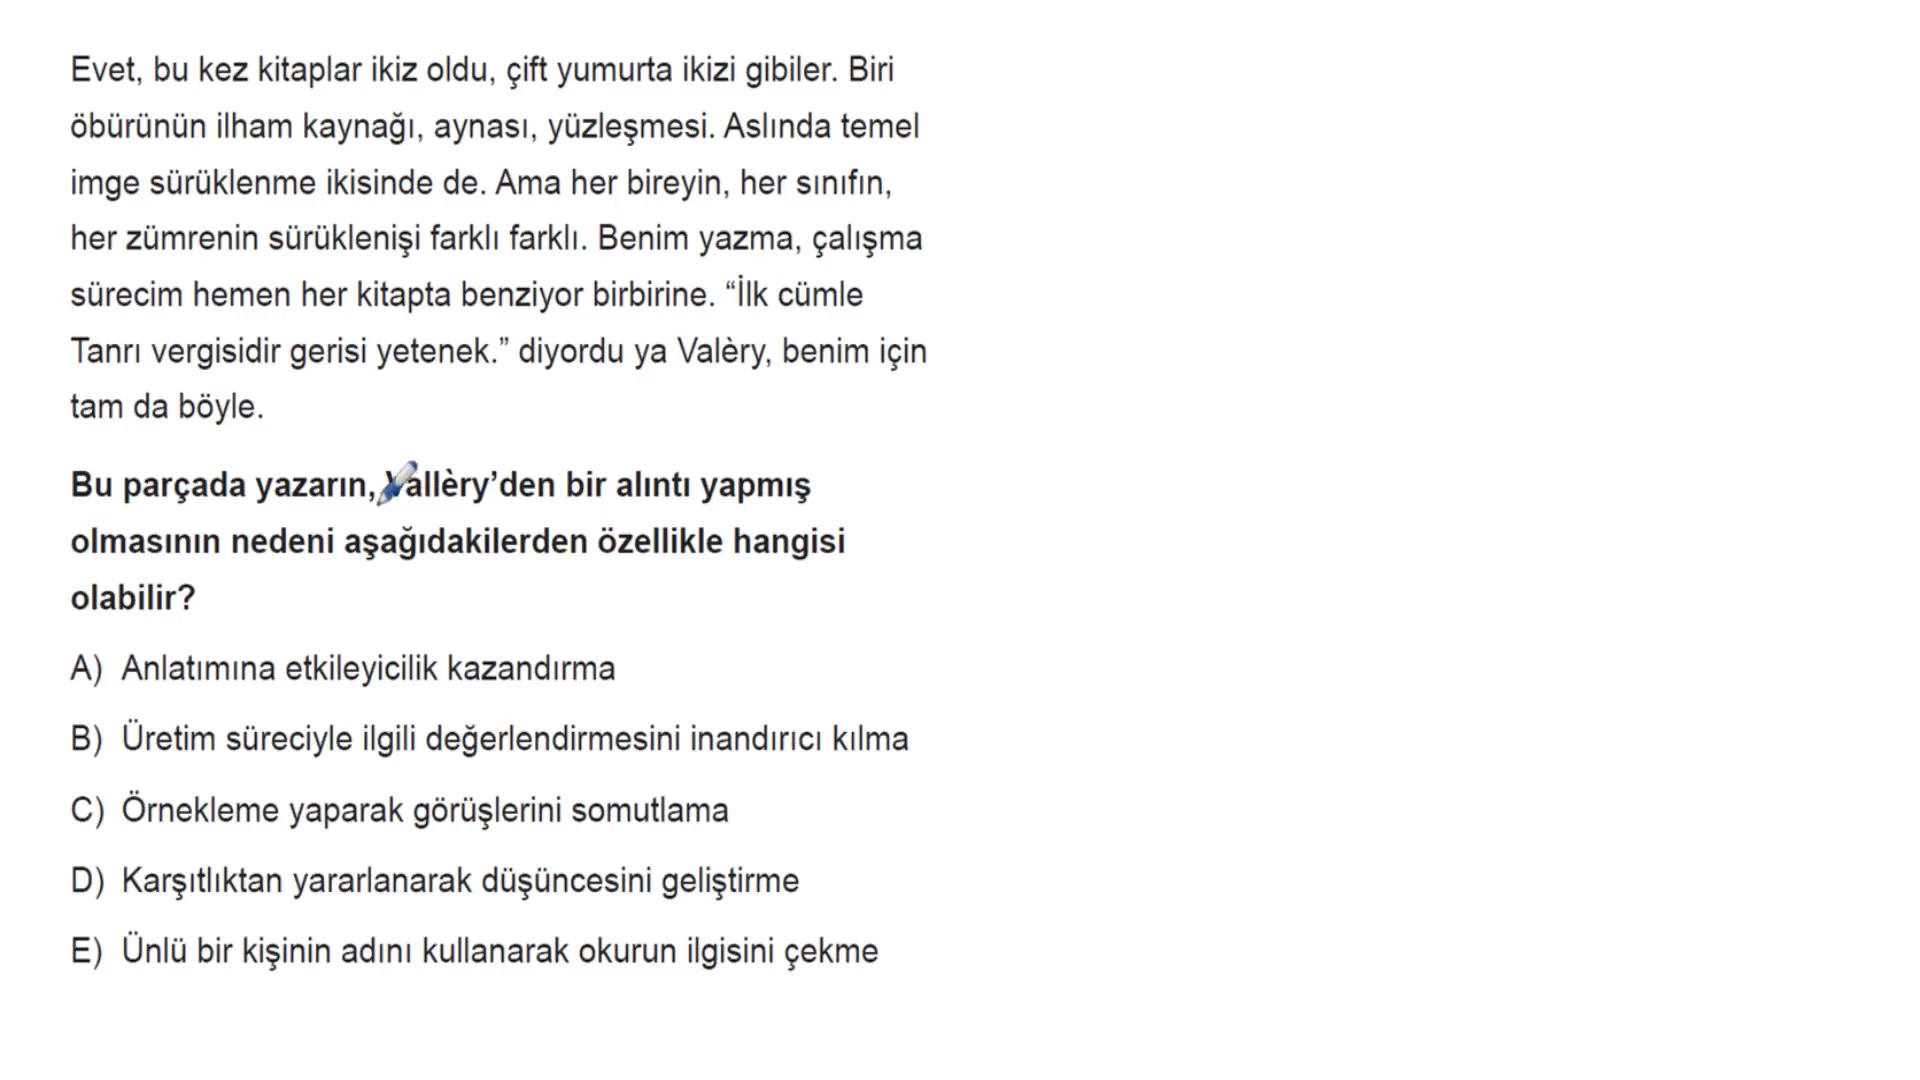 Evet, bu kez kitaplar ikiz oldu, çift yumurta ikizi gibiler. Biri
öbürünün ilham kaynağı, aynası, yüzleşmesi. Aslında temel
imge sürüklenme ikisinde de. Ama her bireyin, her sınıfın,
her zümrenin sürüklenişi farklı farklı. Benim yazma, çalışma
sürecim hemen her kitapta benziyor birbirine. “İlk cümle
Tanrı vergisidir gerisi yetenek.” diyordu ya Valèry, benim için
tam da böyle.
Bu parçada yazarın, Vallèry’den bir alıntı yapmış
olmasının nedeni aşağıdakilerden özellikle hangisi
olabilir?
A) Anlatımına etkileyicilik kazandırma
B) Üretim süreciyle ilgili değerlendirmesini inandırıcı kılma
C) Örnekleme yaparak görüşlerini somutlama
D) Karşıtlıktan yararlanarak düşüncesini geliştirme
E) Ünlü bir kişinin adını kullanarak okurun ilgisini çekme